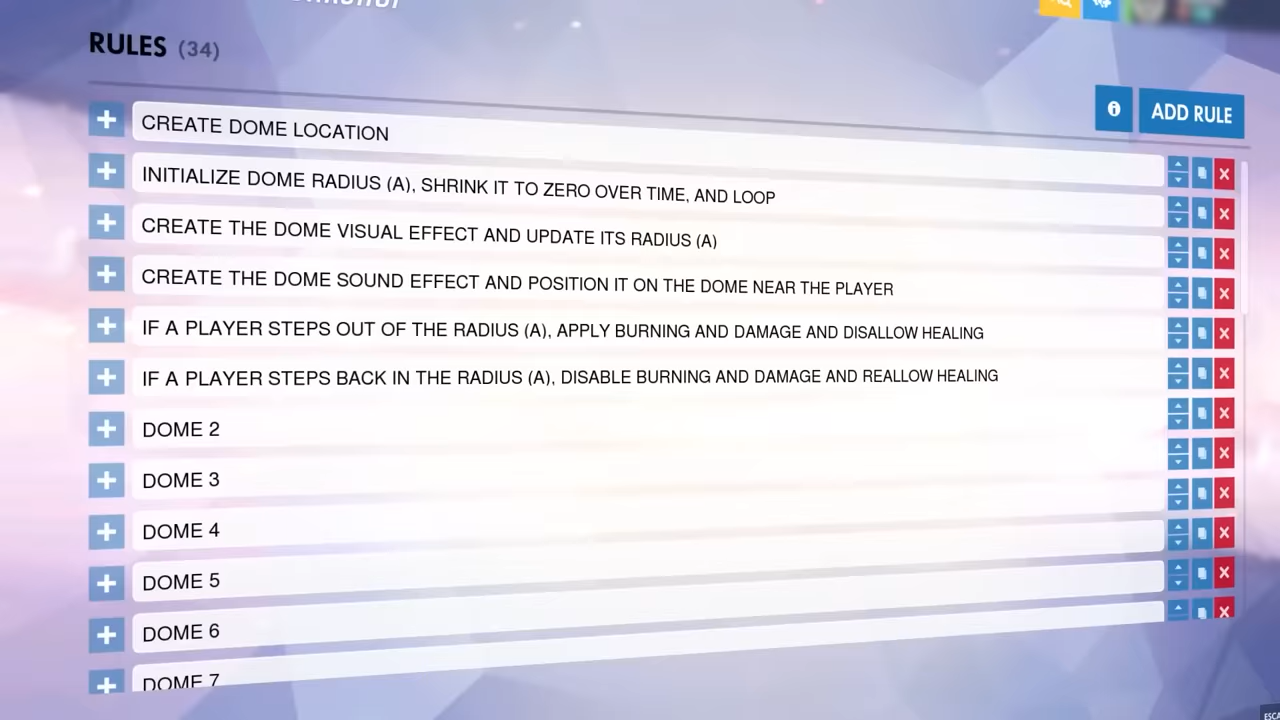 RULES (34)
ADD RULE
CREATE DOME LOCATION
INITIALIZE DOME RADIUS (A), SHRINK IT TO ZERO OVER TIME, AND LOOP
CREATE THE DOME VISUAL EFFECT AND UPDATE ITS RADIUS (A)
CREATE THE DOME SOUND EFFECT AND POSITION IT ON THE DOME NEAR THE PLAYER
IF A PLAYER STEPS OUT OF THE RADIUS (A), APPLY BURNING AND DAMAGE AND DISALLOW HEALING
IF A PLAYER STEPS BACK IN THE RADIUS (A), DISABLE BURNING AND DAMAGE AND REALLOW HEALING
DOME 2
DOME 3
DOME 4
DOME 5
DOME 6
DOME 7